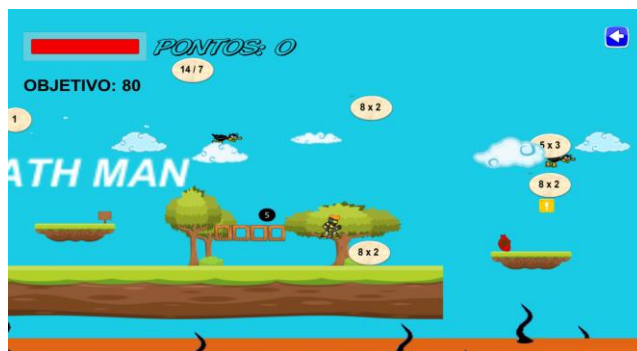 PONTOS: 0
14 / 7
OBJETIVO: 80
8 x 2
1
5 x 3
ATH MAN
8 x 2
5
8 x 2